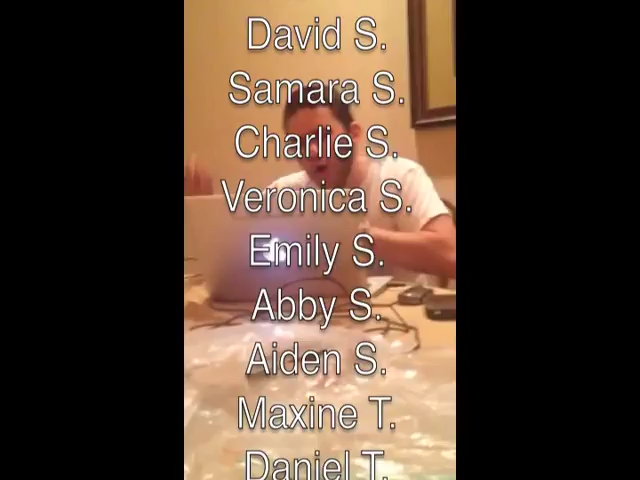 David S.
Samara S.
Charlie S.
Veronica S.
Emily S.
Abby S.
Aiden S.
Maxine T.
Daniel T.